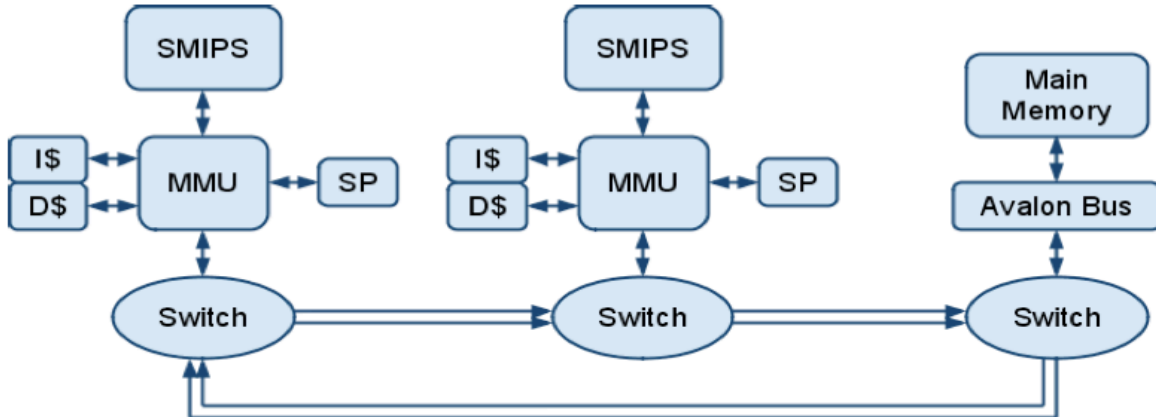 SMIPS
SMIPS
Main
Memory
I$
D$
MMU
SP
I$
D$
MMU
SP
Avalon Bus
Switch
Switch
Switch